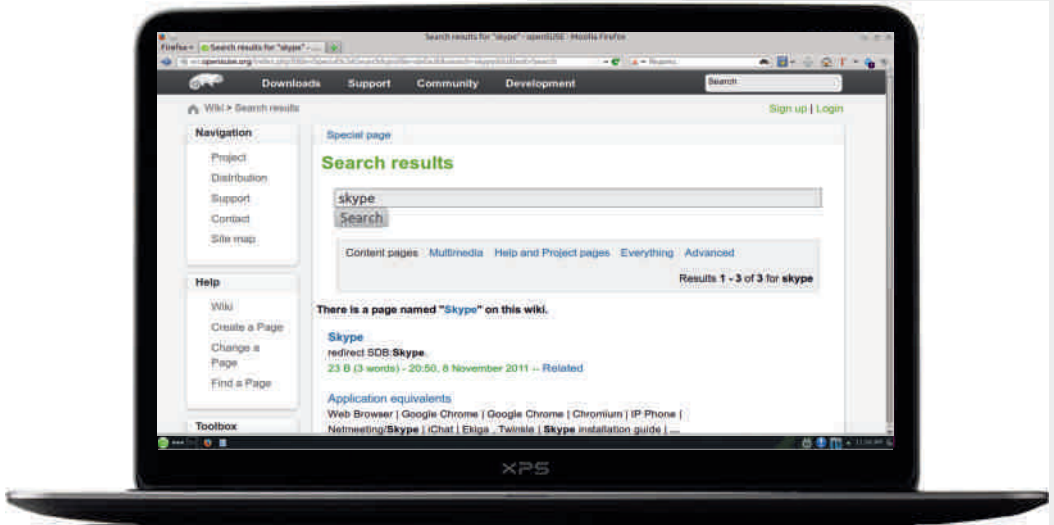 Search results for "skype" - openSUSE - Mozilla Firefox
Firefox
Search results for "skype" - ...
opensuse.org
Downloads Support Community Development Search
Wiki > Search results Sign up | Login
Navigation
Project
Distribution
Support
Contact
Site map
Help
Wiki
Create a Page
Change a
Page
Find a Page
Toolbox
Special page
Search results
skype
Search
Content pages Multimedia Help and Project pages Everything Advanced
Results 1 - 3 of 3 for skype
There is a page named "Skype" on this wiki.
Skype
redirect SDB:Skype.
23 B (3 words) - 20:50, 8 November 2011 -- Related
Application equivalents
Web Browser | Google Chrome | Google Chrome | Chromium | IP Phone |
Netmeeting/Skype | iChat | Ekiga , Twinkle | Skype installation guide | ...
XPS